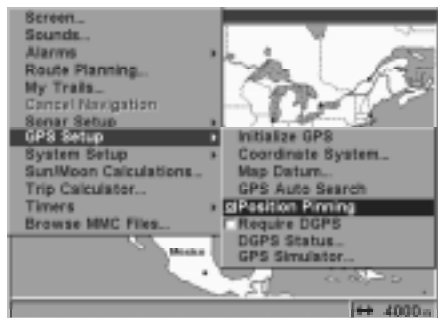 Screen...
Sounds...
Alarms
Route Planning...
My Trails...
Cancel Navigation
Sonar Setup
GPS Setup
System Setup
Sun/Moon Calculations...
Trip Calculator...
Timers
Browse MMC Files...
Initialize GPS
Coordinate System...
Map Datum...
GPS Auto Search
Position Pinning
Require DGPS
DGPS Status...
GPS Simulator...
Mexico
4000m